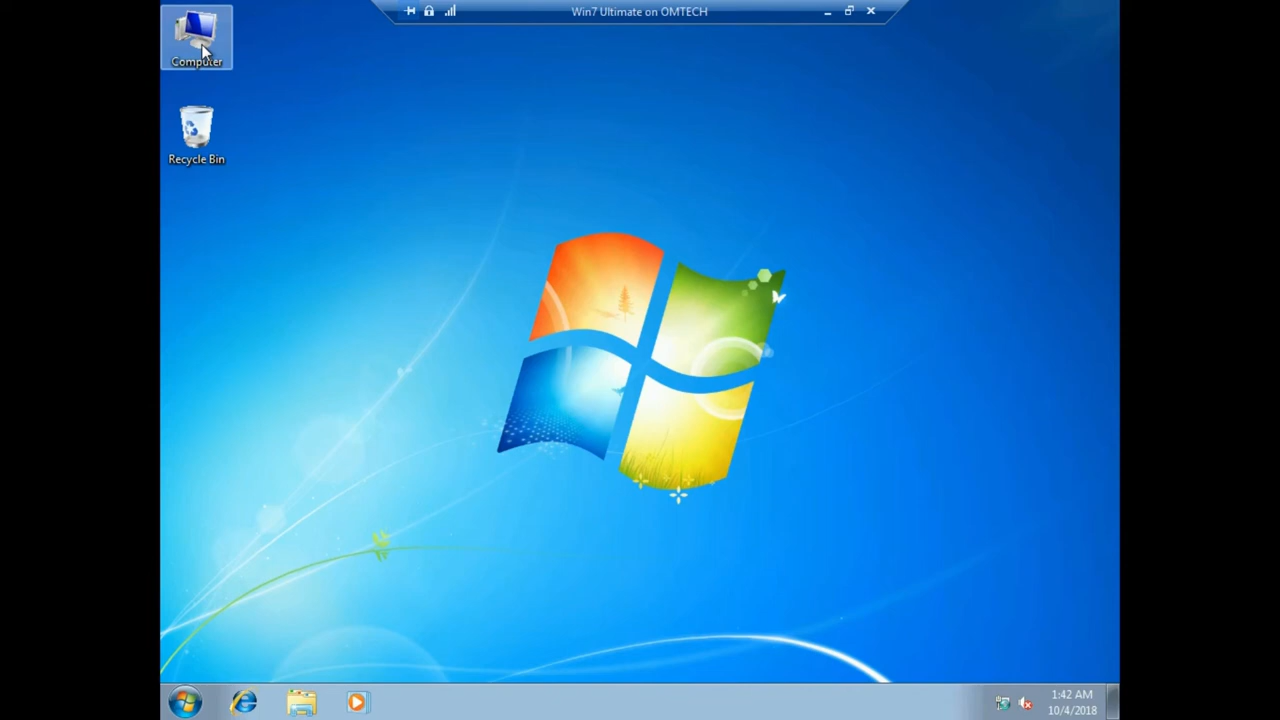 Win7 Ultimate on OMTECH
Computer
Recycle Bin
1:42 AM
10/4/2018